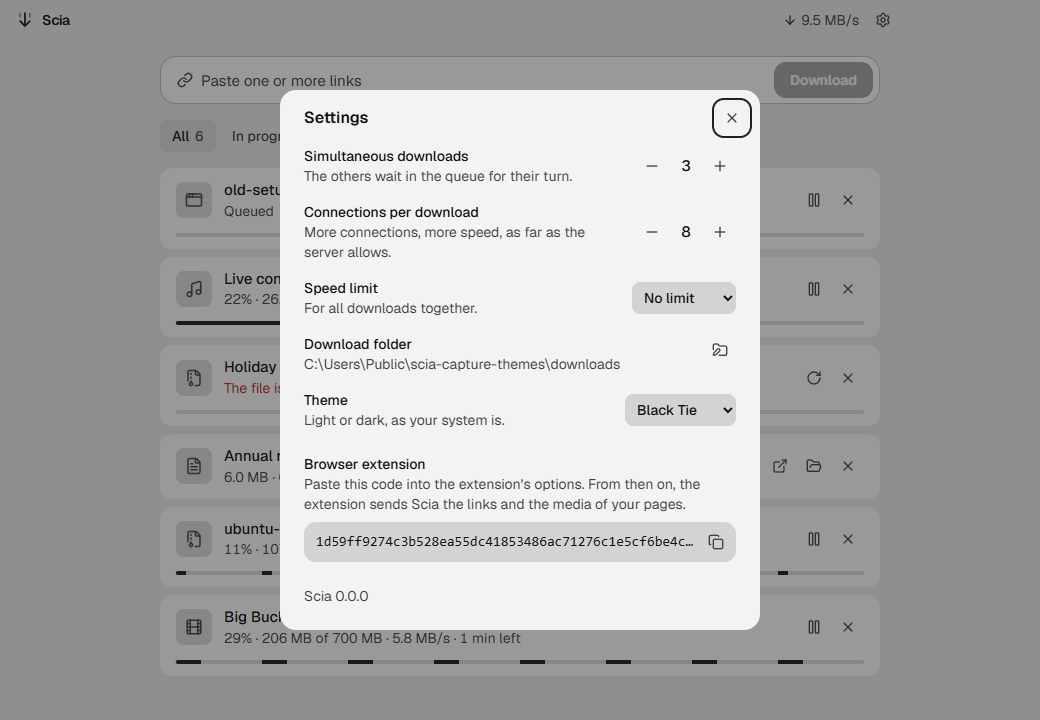 Scia
9.5 MB/s
Paste one or more links
Download
All 6
In prog
Settings
Simultaneous downloads
The others wait in the queue for their turn.
3
Connections per download
More connections, more speed, as far as the
server allows.
8
Speed limit
For all downloads together.
No limit
Download folder
C:\Users\Public\scia-capture-themes\downloads
Theme
Light or dark, as your system is.
Black Tie
Browser extension
Paste this code into the extension's options. From then on, the
extension sends Scia the links and the media of your pages.
1d59ff9274c3b528ea55dc41853486ac71276c1e5cf6be4c…
Scia 0.0.0
old-setu
Queued
Live con
22% · 26
Holiday
The file is
Annual
6.0 MB ·
ubuntu-
11% · 10
Big Buc
29% · 206 MB of 700 MB · 5.8 MB/s · 1 min left